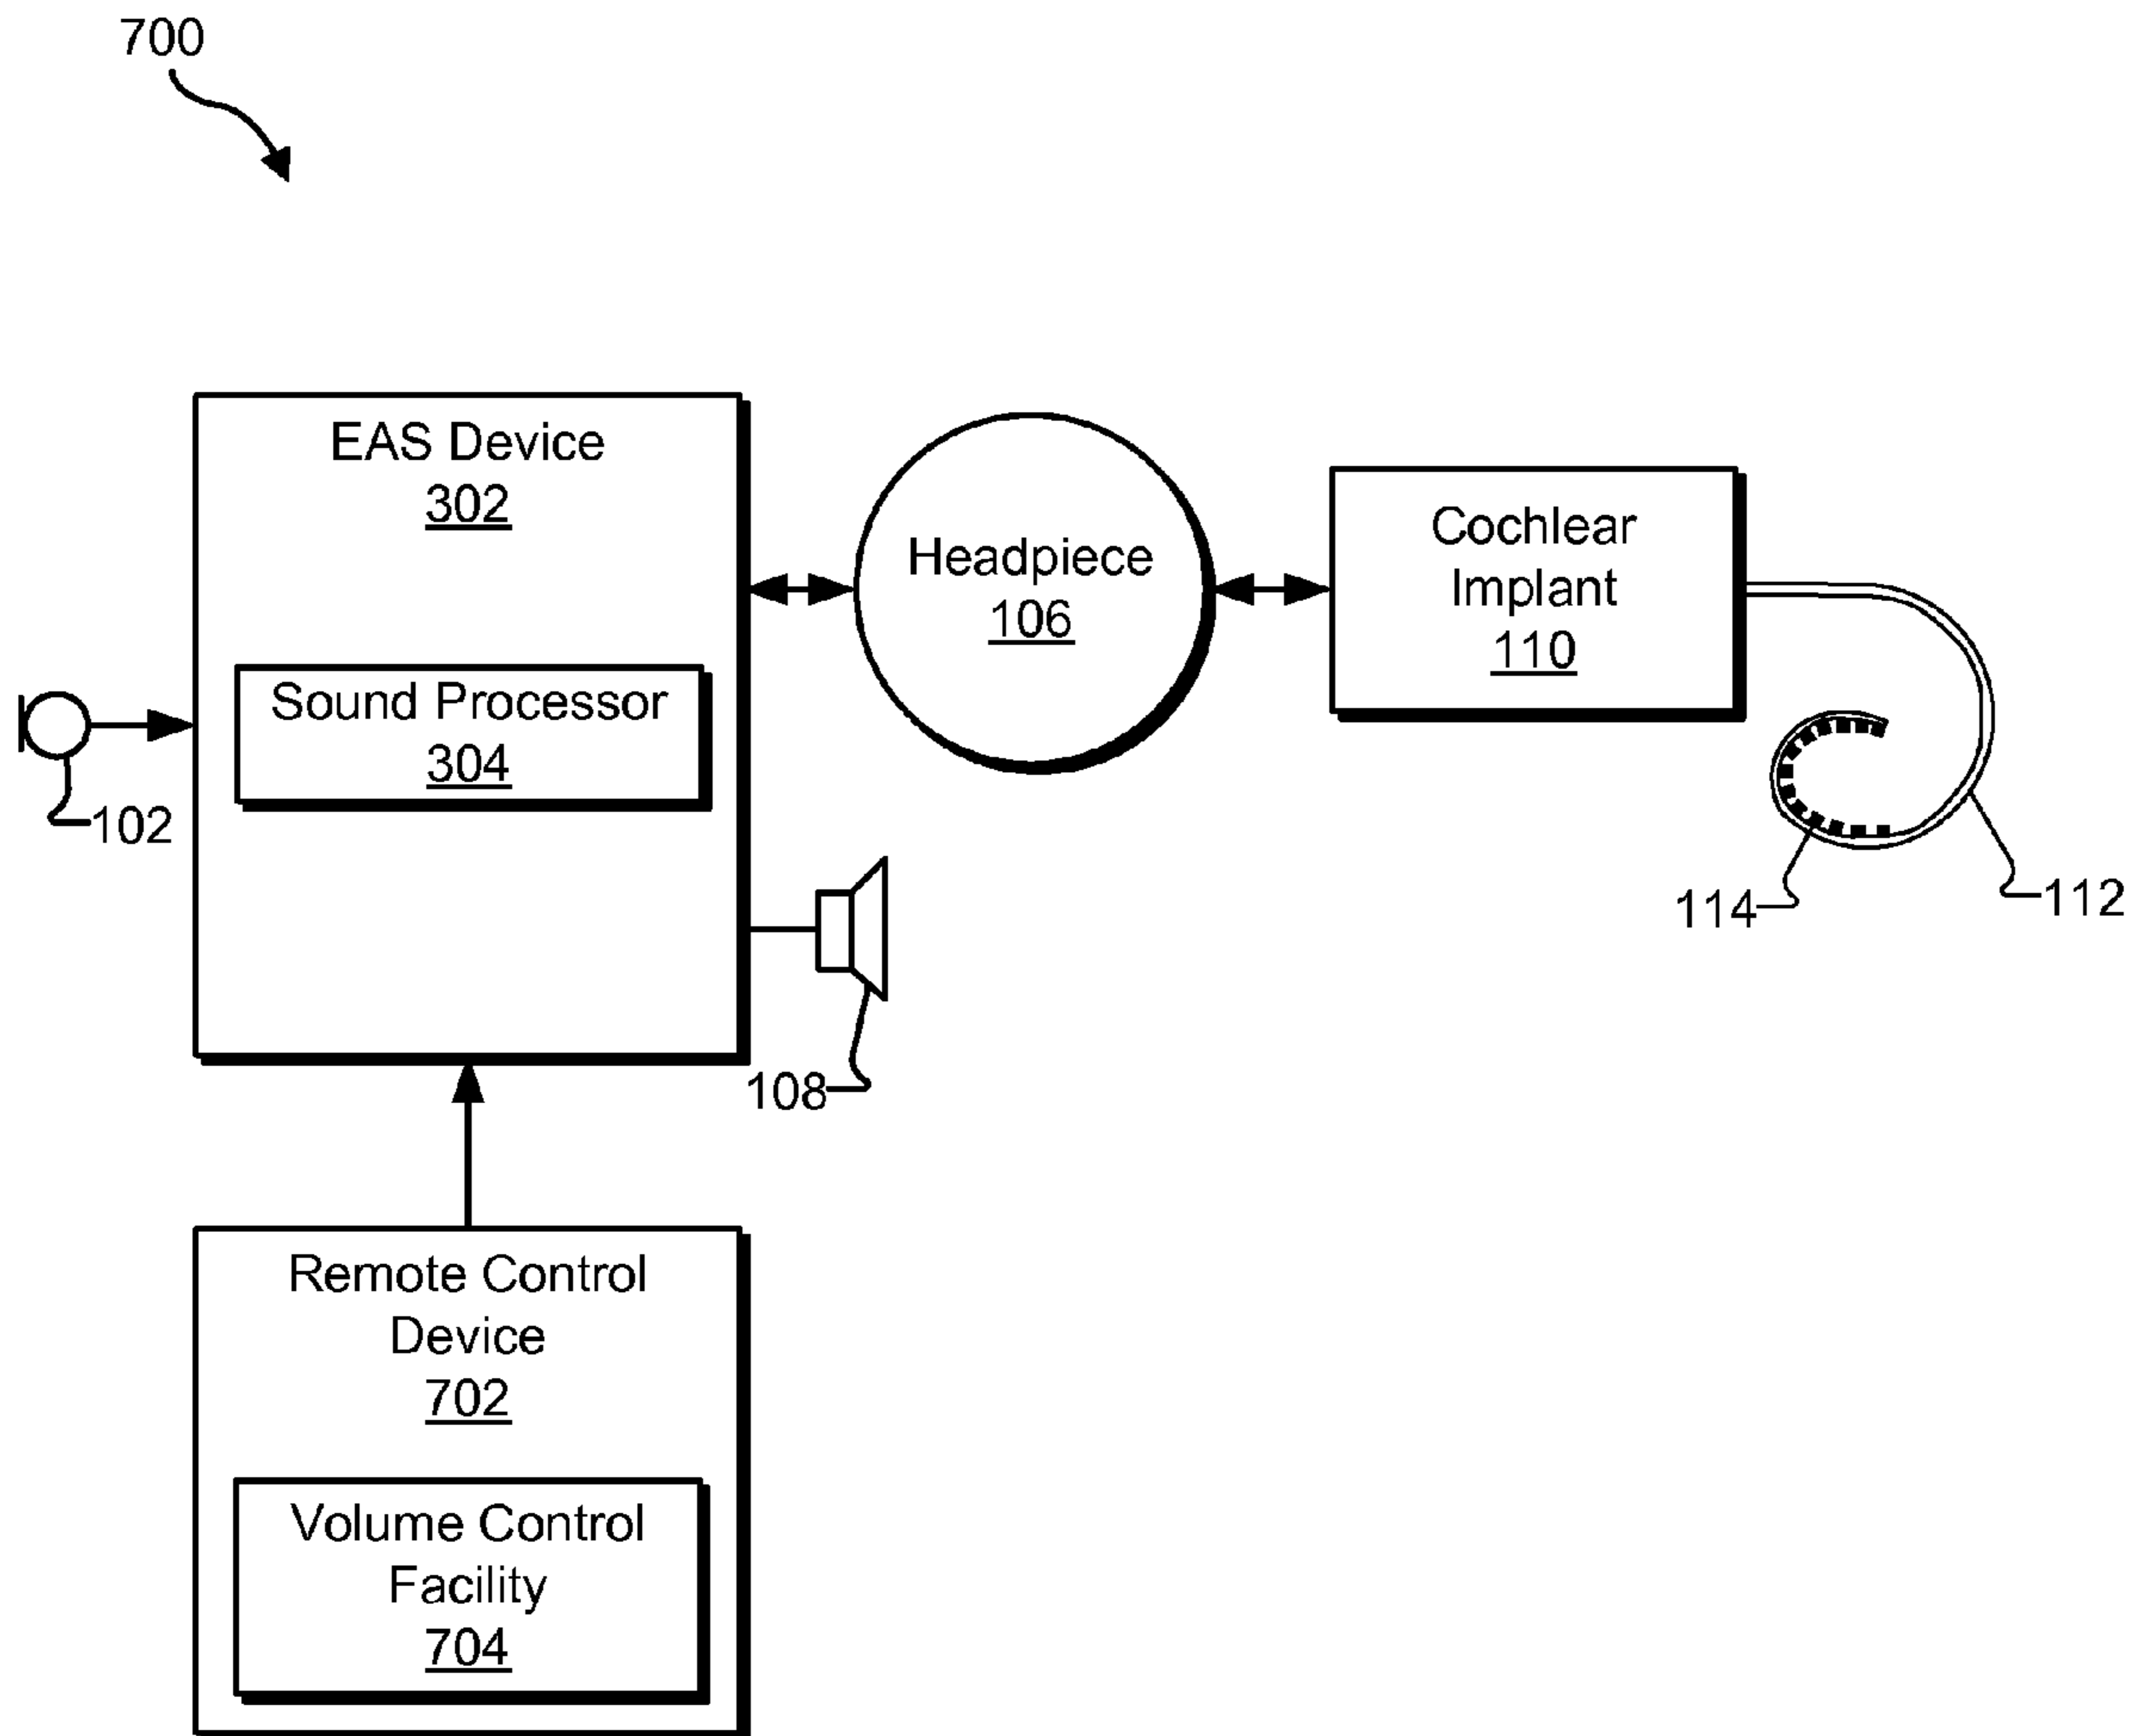 700
EAS Device
302
Sound Processor
304
102
108
Headpiece
106
Cochlear
Implant
110
114
112
Remote Control
Device
702
Volume Control
Facility
704